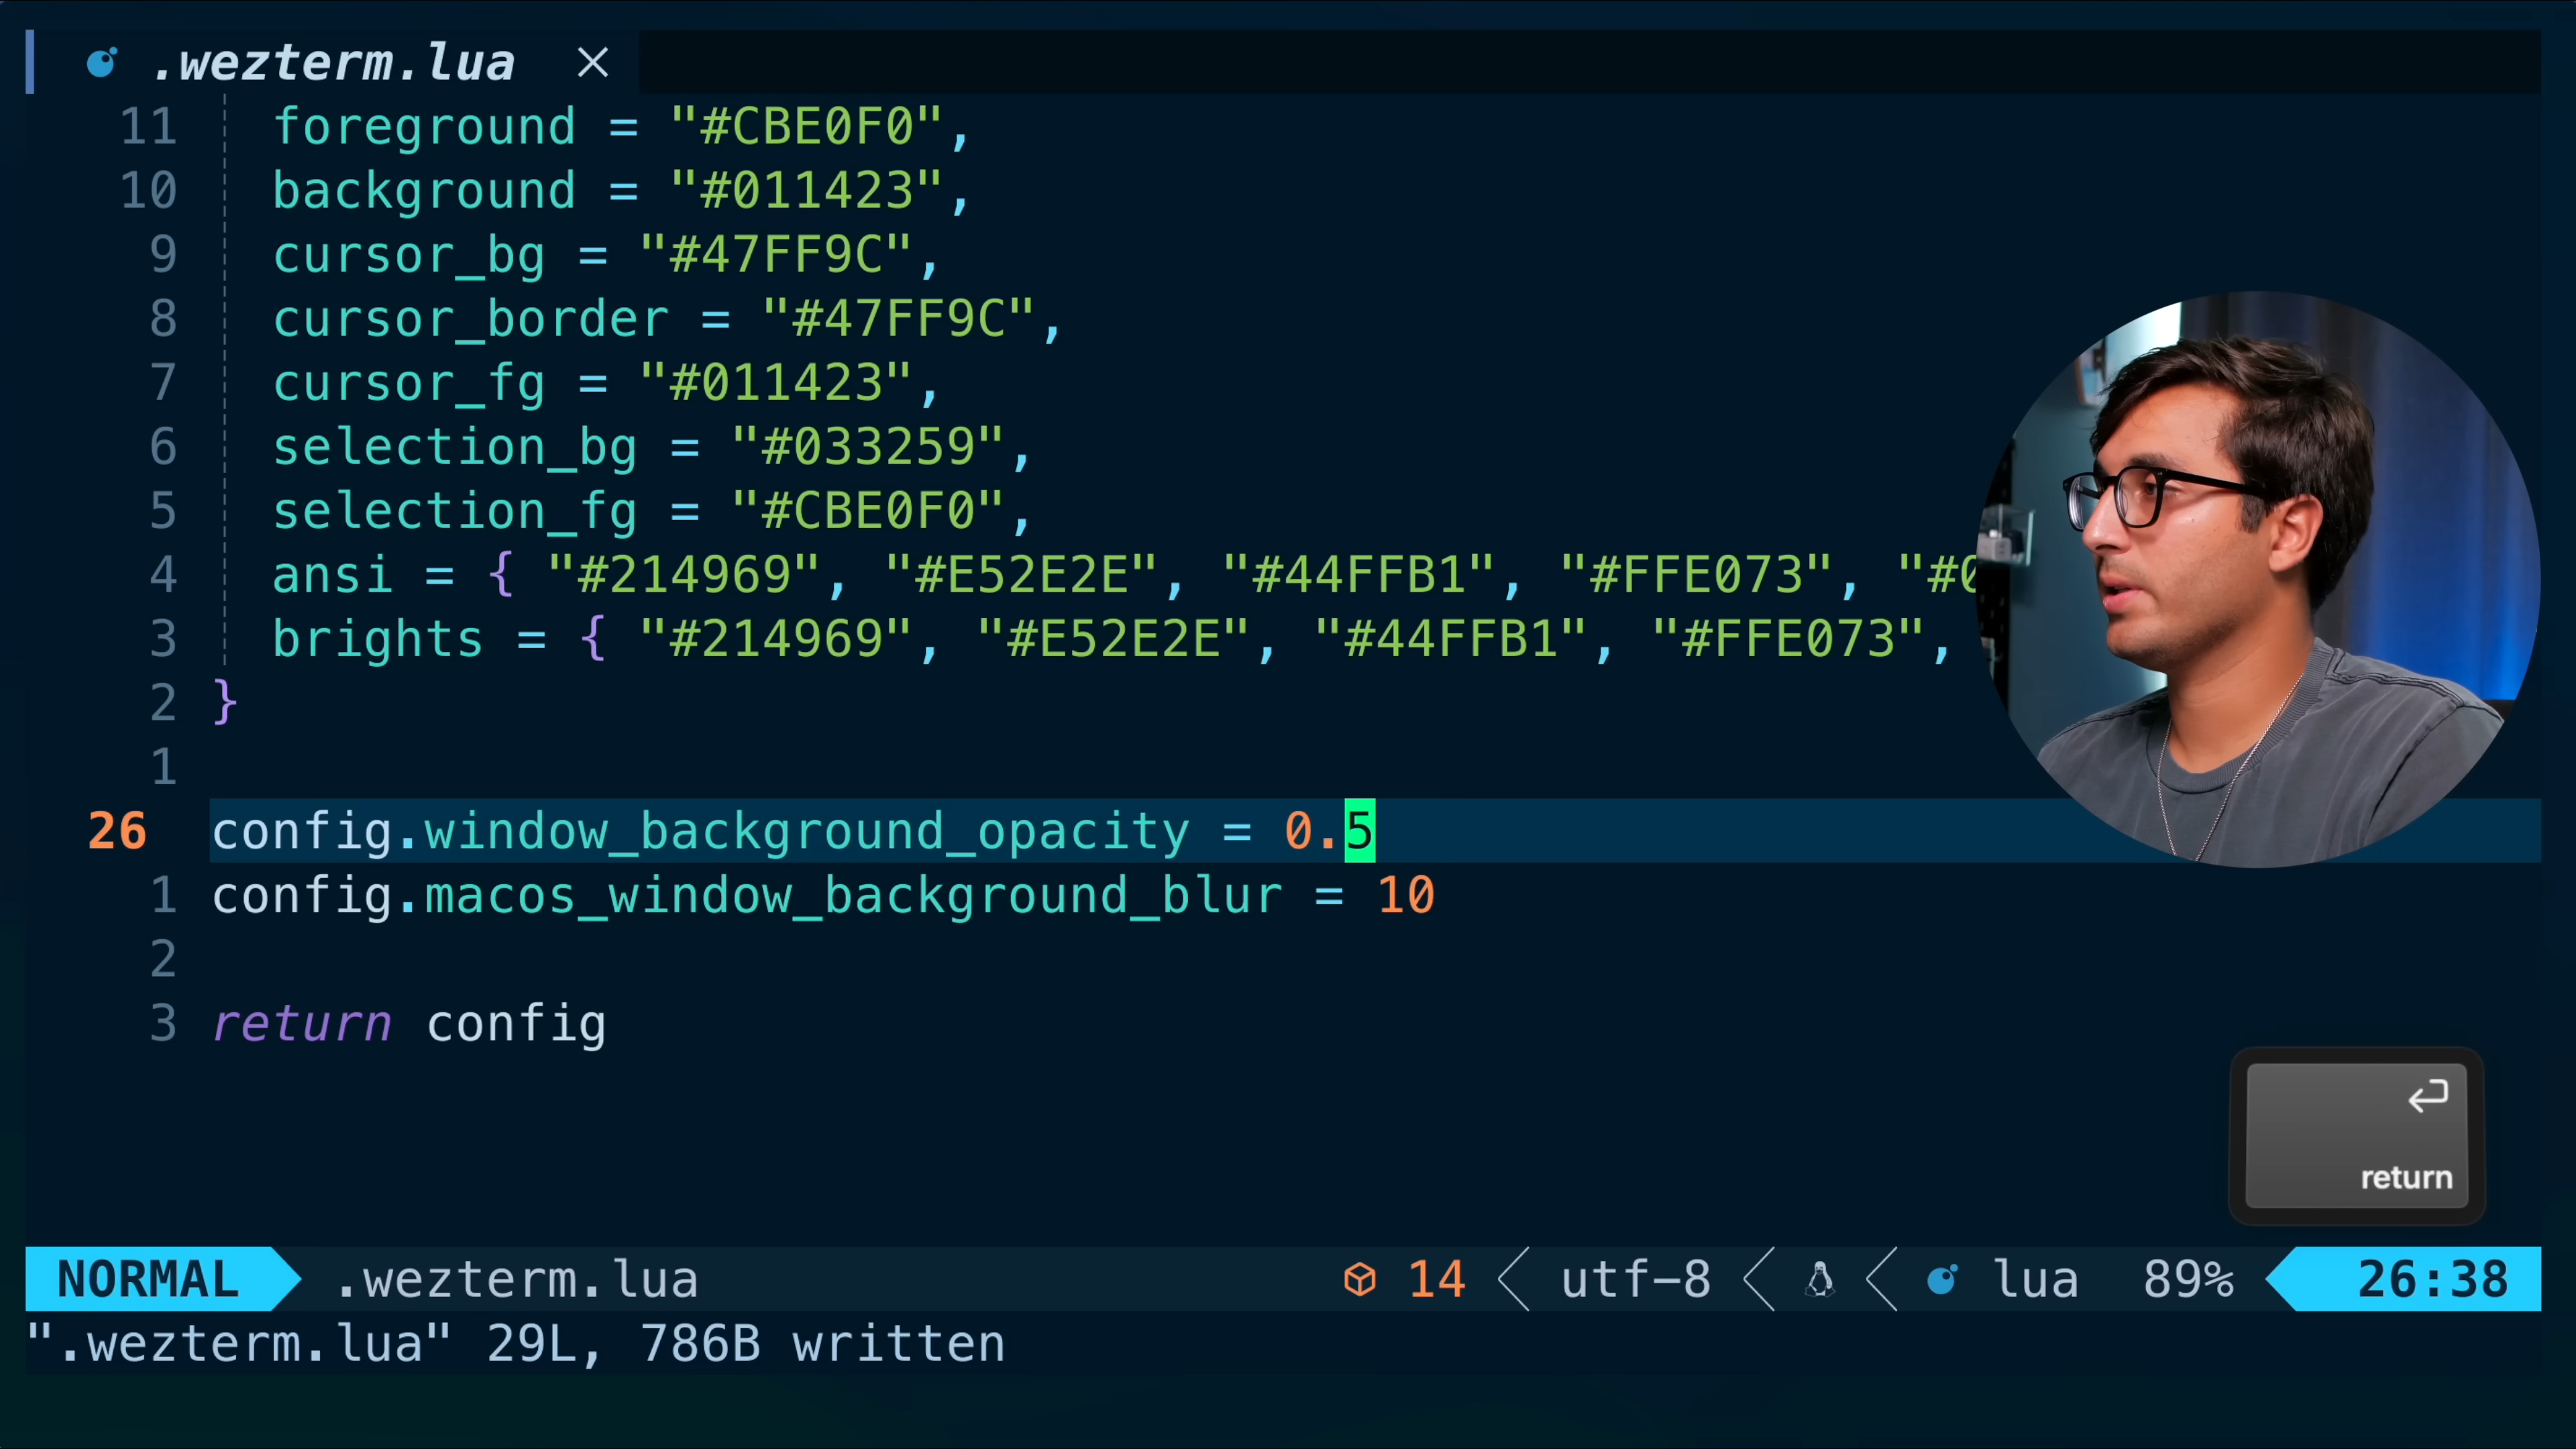 .wezterm.lua ×
11 foreground = "#CBE0F0",
10 background = "#011423",
9 cursor_bg = "#47FF9C",
8 cursor_border = "#47FF9C",
7 cursor_fg = "#011423",
6 selection_bg = "#033259",
5 selection_fg = "#CBE0F0",
4 ansi = { "#214969", "#E52E2E", "#44FFB1", "#FFE073", "#0
3 brights = { "#214969", "#E52E2E", "#44FFB1", "#FFE073",
2 }
1
26 config.window_background_opacity = 0.5
1 config.macos_window_background_blur = 10
2
3 return config
return
NORMAL .wezterm.lua 14 utf-8 lua 89% 26:38
".wezterm.lua" 29L, 786B written